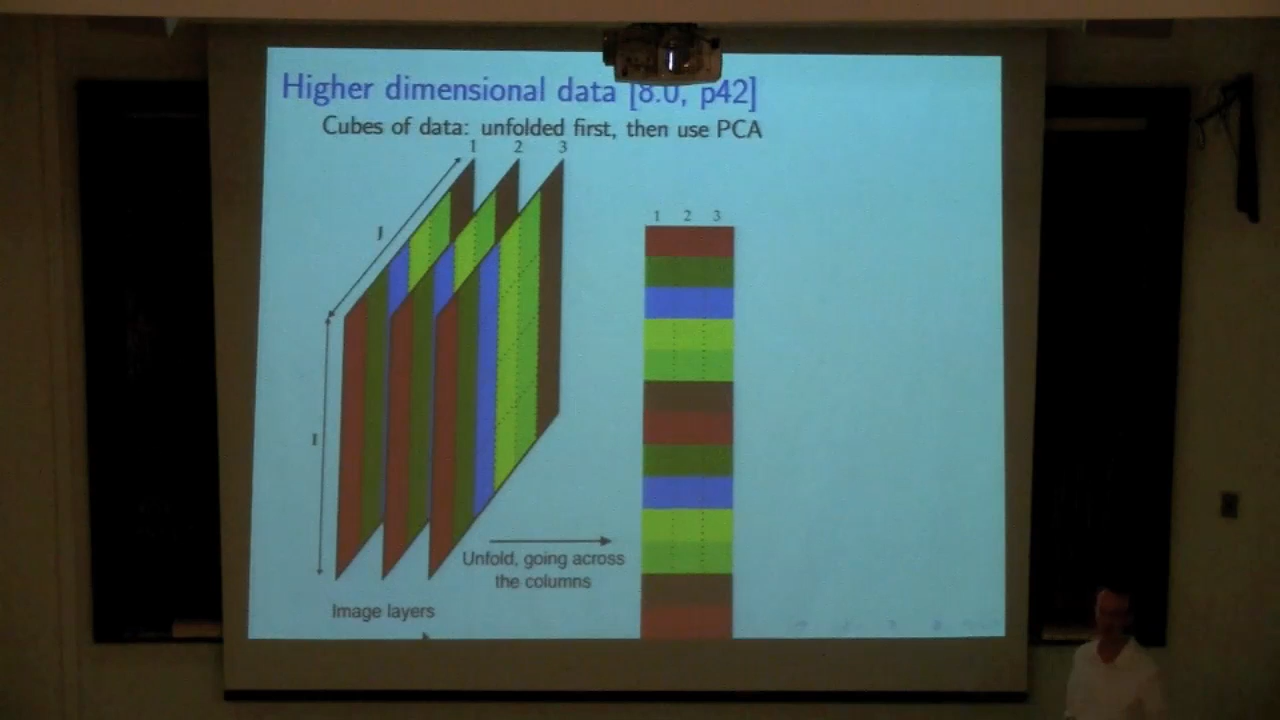 Higher dimensional data [8.0, p42]
Cubes of data: unfolded first, then use PCA
1 2 3
J
I
1 2 3
Unfold, going across
the columns
Image layers